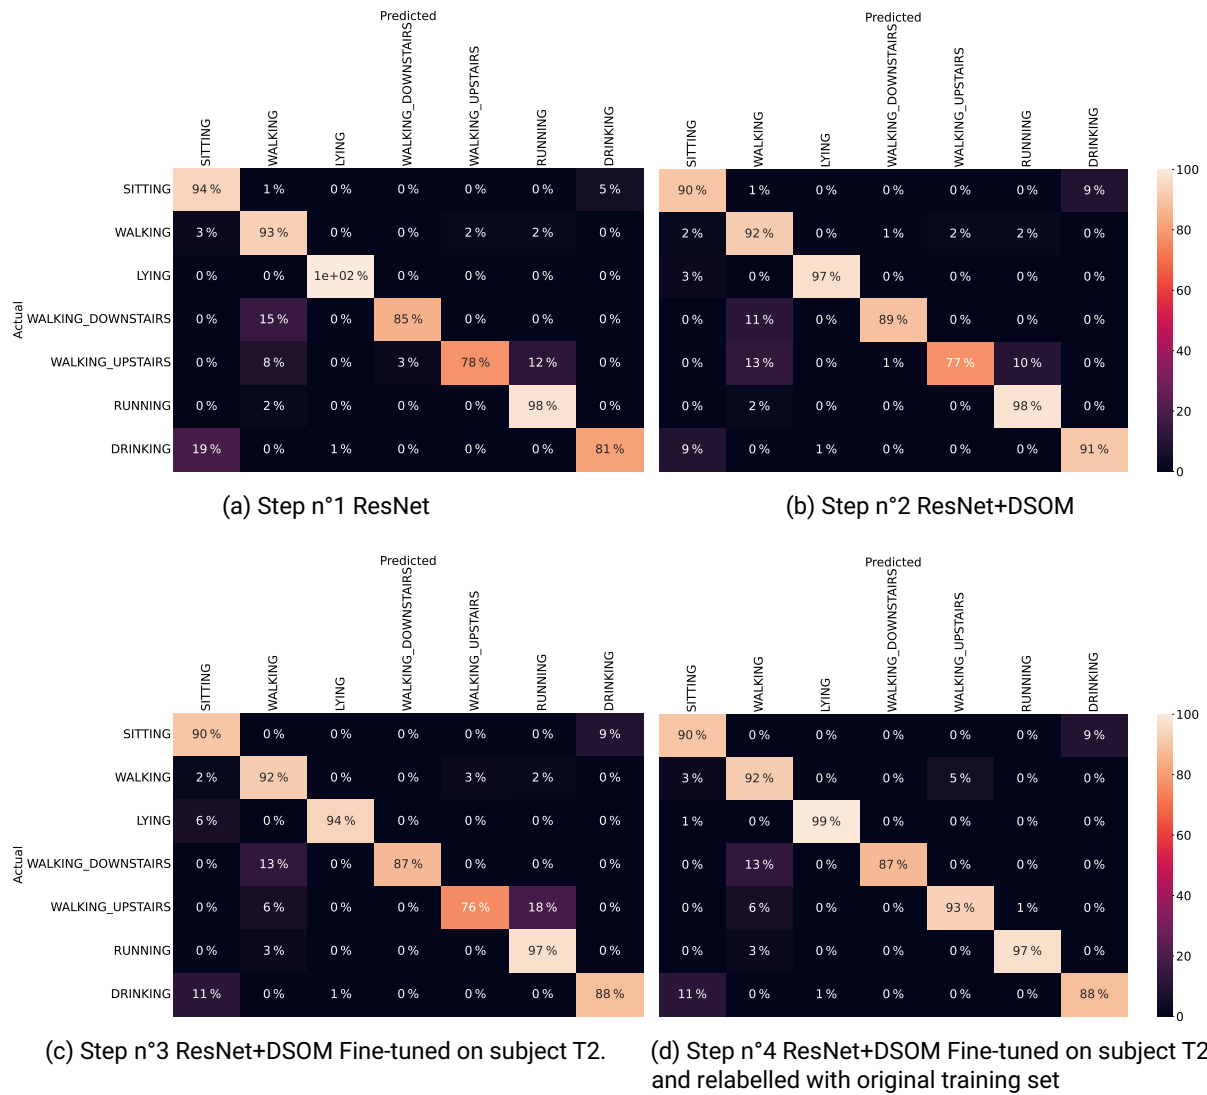 Predicted
SITTING WALKING LYING WALKING_DOWNSTAIRS WALKING_UPSTAIRS RUNNING DRINKING
Actual
SITTING 94 % 1 % 0 % 0 % 0 % 0 % 5 %
WALKING 3 % 93 % 0 % 0 % 2 % 2 % 0 %
LYING 0 % 0 % 1e+02 % 0 % 0 % 0 % 0 %
WALKING_DOWNSTAIRS 0 % 15 % 0 % 85 % 0 % 0 % 0 %
WALKING_UPSTAIRS 0 % 8 % 0 % 3 % 78 % 12 % 0 %
RUNNING 0 % 2 % 0 % 0 % 0 % 98 % 0 %
DRINKING 19 % 0 % 1 % 0 % 0 % 0 % 81 %
(a) Step n°1 ResNet
Predicted
SITTING WALKING LYING WALKING_DOWNSTAIRS WALKING_UPSTAIRS RUNNING DRINKING
90 % 1 % 0 % 0 % 0 % 0 % 9 %
2 % 92 % 0 % 1 % 2 % 2 % 0 %
3 % 0 % 97 % 0 % 0 % 0 % 0 %
0 % 11 % 0 % 89 % 0 % 0 % 0 %
0 % 13 % 0 % 1 % 77 % 10 % 0 %
0 % 2 % 0 % 0 % 0 % 98 % 0 %
9 % 0 % 1 % 0 % 0 % 0 % 91 %
100
80
60
40
20
0
(b) Step n°2 ResNet+DSOM
Predicted
SITTING WALKING LYING WALKING_DOWNSTAIRS WALKING_UPSTAIRS RUNNING DRINKING
Actual
SITTING 90 % 0 % 0 % 0 % 0 % 0 % 9 %
WALKING 2 % 92 % 0 % 0 % 3 % 2 % 0 %
LYING 6 % 0 % 94 % 0 % 0 % 0 % 0 %
WALKING_DOWNSTAIRS 0 % 13 % 0 % 87 % 0 % 0 % 0 %
WALKING_UPSTAIRS 0 % 6 % 0 % 0 % 76 % 18 % 0 %
RUNNING 0 % 3 % 0 % 0 % 0 % 97 % 0 %
DRINKING 11 % 0 % 1 % 0 % 0 % 0 % 88 %
(c) Step n°3 ResNet+DSOM Fine-tuned on subject T2.
Predicted
SITTING WALKING LYING WALKING_DOWNSTAIRS WALKING_UPSTAIRS RUNNING DRINKING
90 % 0 % 0 % 0 % 0 % 0 % 9 %
3 % 92 % 0 % 0 % 5 % 0 % 0 %
1 % 0 % 99 % 0 % 0 % 0 % 0 %
0 % 13 % 0 % 87 % 0 % 0 % 0 %
0 % 6 % 0 % 0 % 93 % 1 % 0 %
0 % 3 % 0 % 0 % 0 % 97 % 0 %
11 % 0 % 1 % 0 % 0 % 0 % 88 %
100
80
60
40
20
0
(d) Step n°4 ResNet+DSOM Fine-tuned on subject T2
and relabelled with original training set